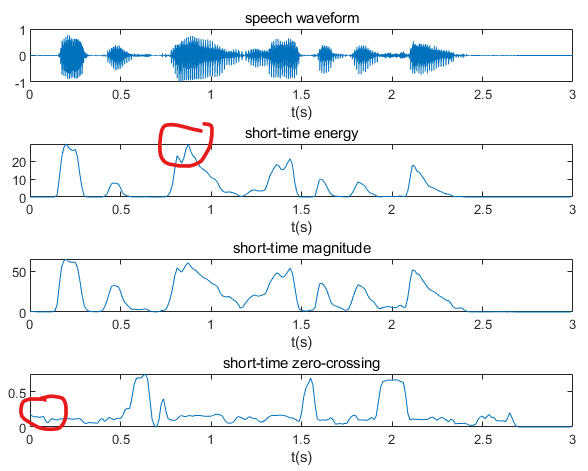 speech waveform
1
0
-1
0 0.5 1 1.5 2 2.5 3
t(s)
short-time energy
20
10
0
0 0.5 1 1.5 2 2.5 3
t(s)
short-time magnitude
50
0
0 0.5 1 1.5 2 2.5 3
t(s)
short-time zero-crossing
0.5
0
0 0.5 1 1.5 2 2.5 3
t(s)